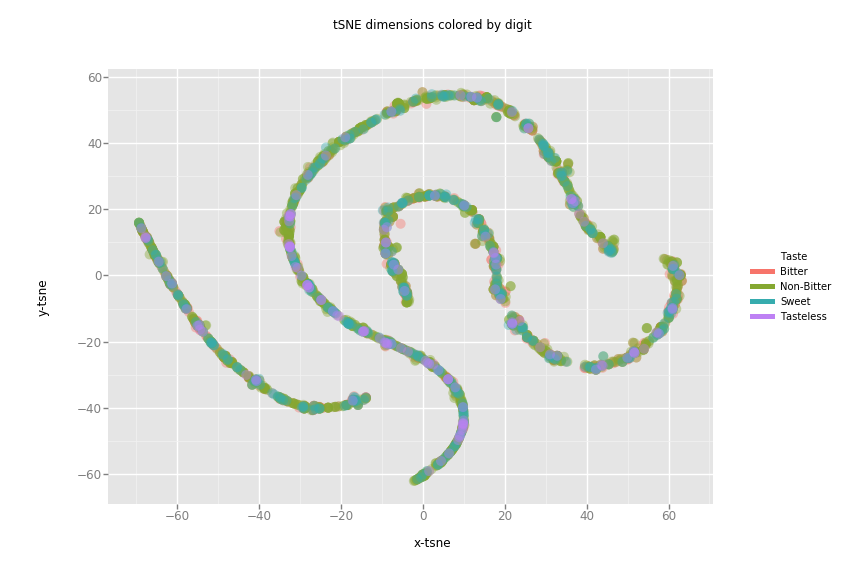 tSNE dimensions colored by digit
60
40
20
0
−20
−40
−60
y-tsne
−60 −40 −20 0 20 40 60
x-tsne
Taste
Bitter
Non-Bitter
Sweet
Tasteless